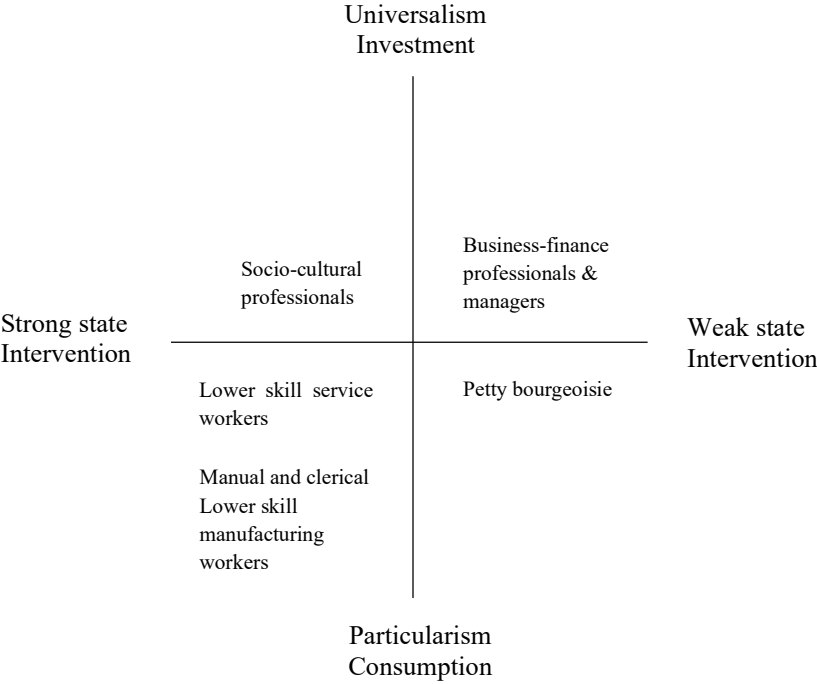 Universalism
Investment
Business-finance
professionals &
managers
Socio-cultural
professionals
Strong state
Intervention
Weak state
Intervention
Lower skill service
workers
Petty bourgeoisie
Manual and clerical
Lower skill
manufacturing
workers
Particularism
Consumption